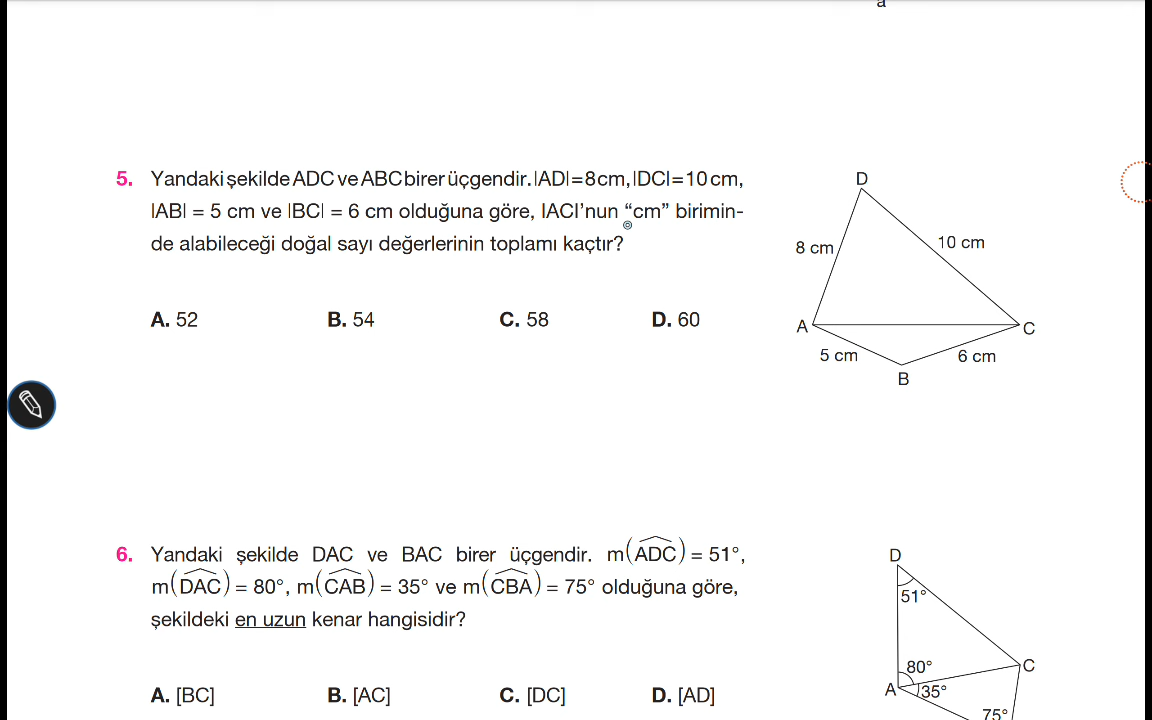 a
5. Yandaki şekilde ADC ve ABC birer üçgendir. |AD| = 8 cm, |DC| = 10 cm,
|AB| = 5 cm ve |BC| = 6 cm olduğuna göre, |AC|’nun “cm” birimin-
de alabileceği doğal sayı değerlerinin toplamı kaçtır?
A. 52 B. 54 C. 58 D. 60
D
8 cm 10 cm
A C
5 cm 6 cm
B
6. Yandaki şekilde DAC ve BAC birer üçgendir. m(ADC) = 51°,
m(DAC) = 80°, m(CAB) = 35° ve m(CBA) = 75° olduğuna göre,
şekildeki en uzun kenar hangisidir?
A. [BC] B. [AC] C. [DC] D. [AD]
D
51°
80° C
A 35°
75°